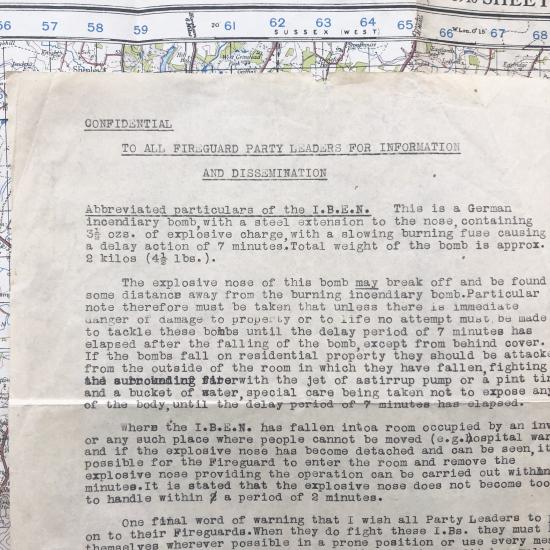 56 57 58 59 20' 61 62 63 64 65 66 W.Lon.0°15' 67 68
SUSSEX (WEST)
SHEET
CONFIDENTIAL
TO ALL FIREGUARD PARTY LEADERS FOR INFORMATION
AND DISSEMINATION
Abbreviated particulars of the I.B.E.N. This is a German
incendiary bomb,with a steel extension to the nose,containing
3½ ozs. of explosive charge,with a slowing burning fuse causing
a delay action of 7 minutes.Total weight of the bomb is approx.
2 kilos (4½ lbs.).
The explosive nose of this bomb may break off and be found
some distance away from the burning incendiary bomb.Particular
note therefore must be taken that unless there is immediate
danger of damage to property or to life no attempt must be made
to tackle these bombs until the delay period of 7 minutes has
elapsed after the falling of the bomb,except from behind cover.
If the bombs fall on residential property they should be
from the outside of the room in which they have fallen,fighting
the surrounding fire with the jet of astirrup pump or a pint
and a bucket of water,special care being taken not to expose
of the body,until the delay period of 7 minutes has elapsed.
Where the I.B.E.N. has fallen intoa room occupied by an
or any such place where people cannot be moved (e.g.hospital
and if the explosive nose has become detached and can be seen,it
possible for the Fireguard to enter the room and remove the
explosive nose providing the operation can be carried out within
minutes.It is stated that the explosive nose does not become too
to handle within a period of 2 minutes.
One final word of warning that I wish all Party Leaders to
on to their Fireguards.When they do fight these I.Bs. they must
themselves wherever possible in a prone position or use every